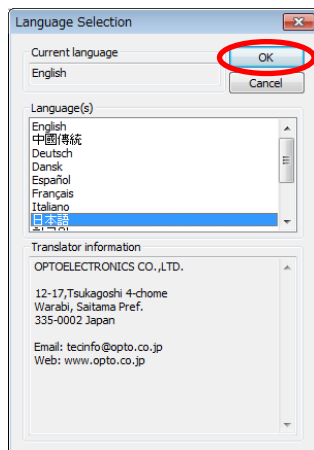 Language Selection
Current language
English
OK
Cancel
Language(s)
English
中國傳統
Deutsch
Dansk
Español
Français
Italiano
日本語
Translator information
OPTOELECTRONICS CO.,LTD.
12-17,Tsukagoshi 4-chome
Warabi, Saitama Pref.
335-0002 Japan
Email: tecinfo@opto.co.jp
Web: www.opto.co.jp